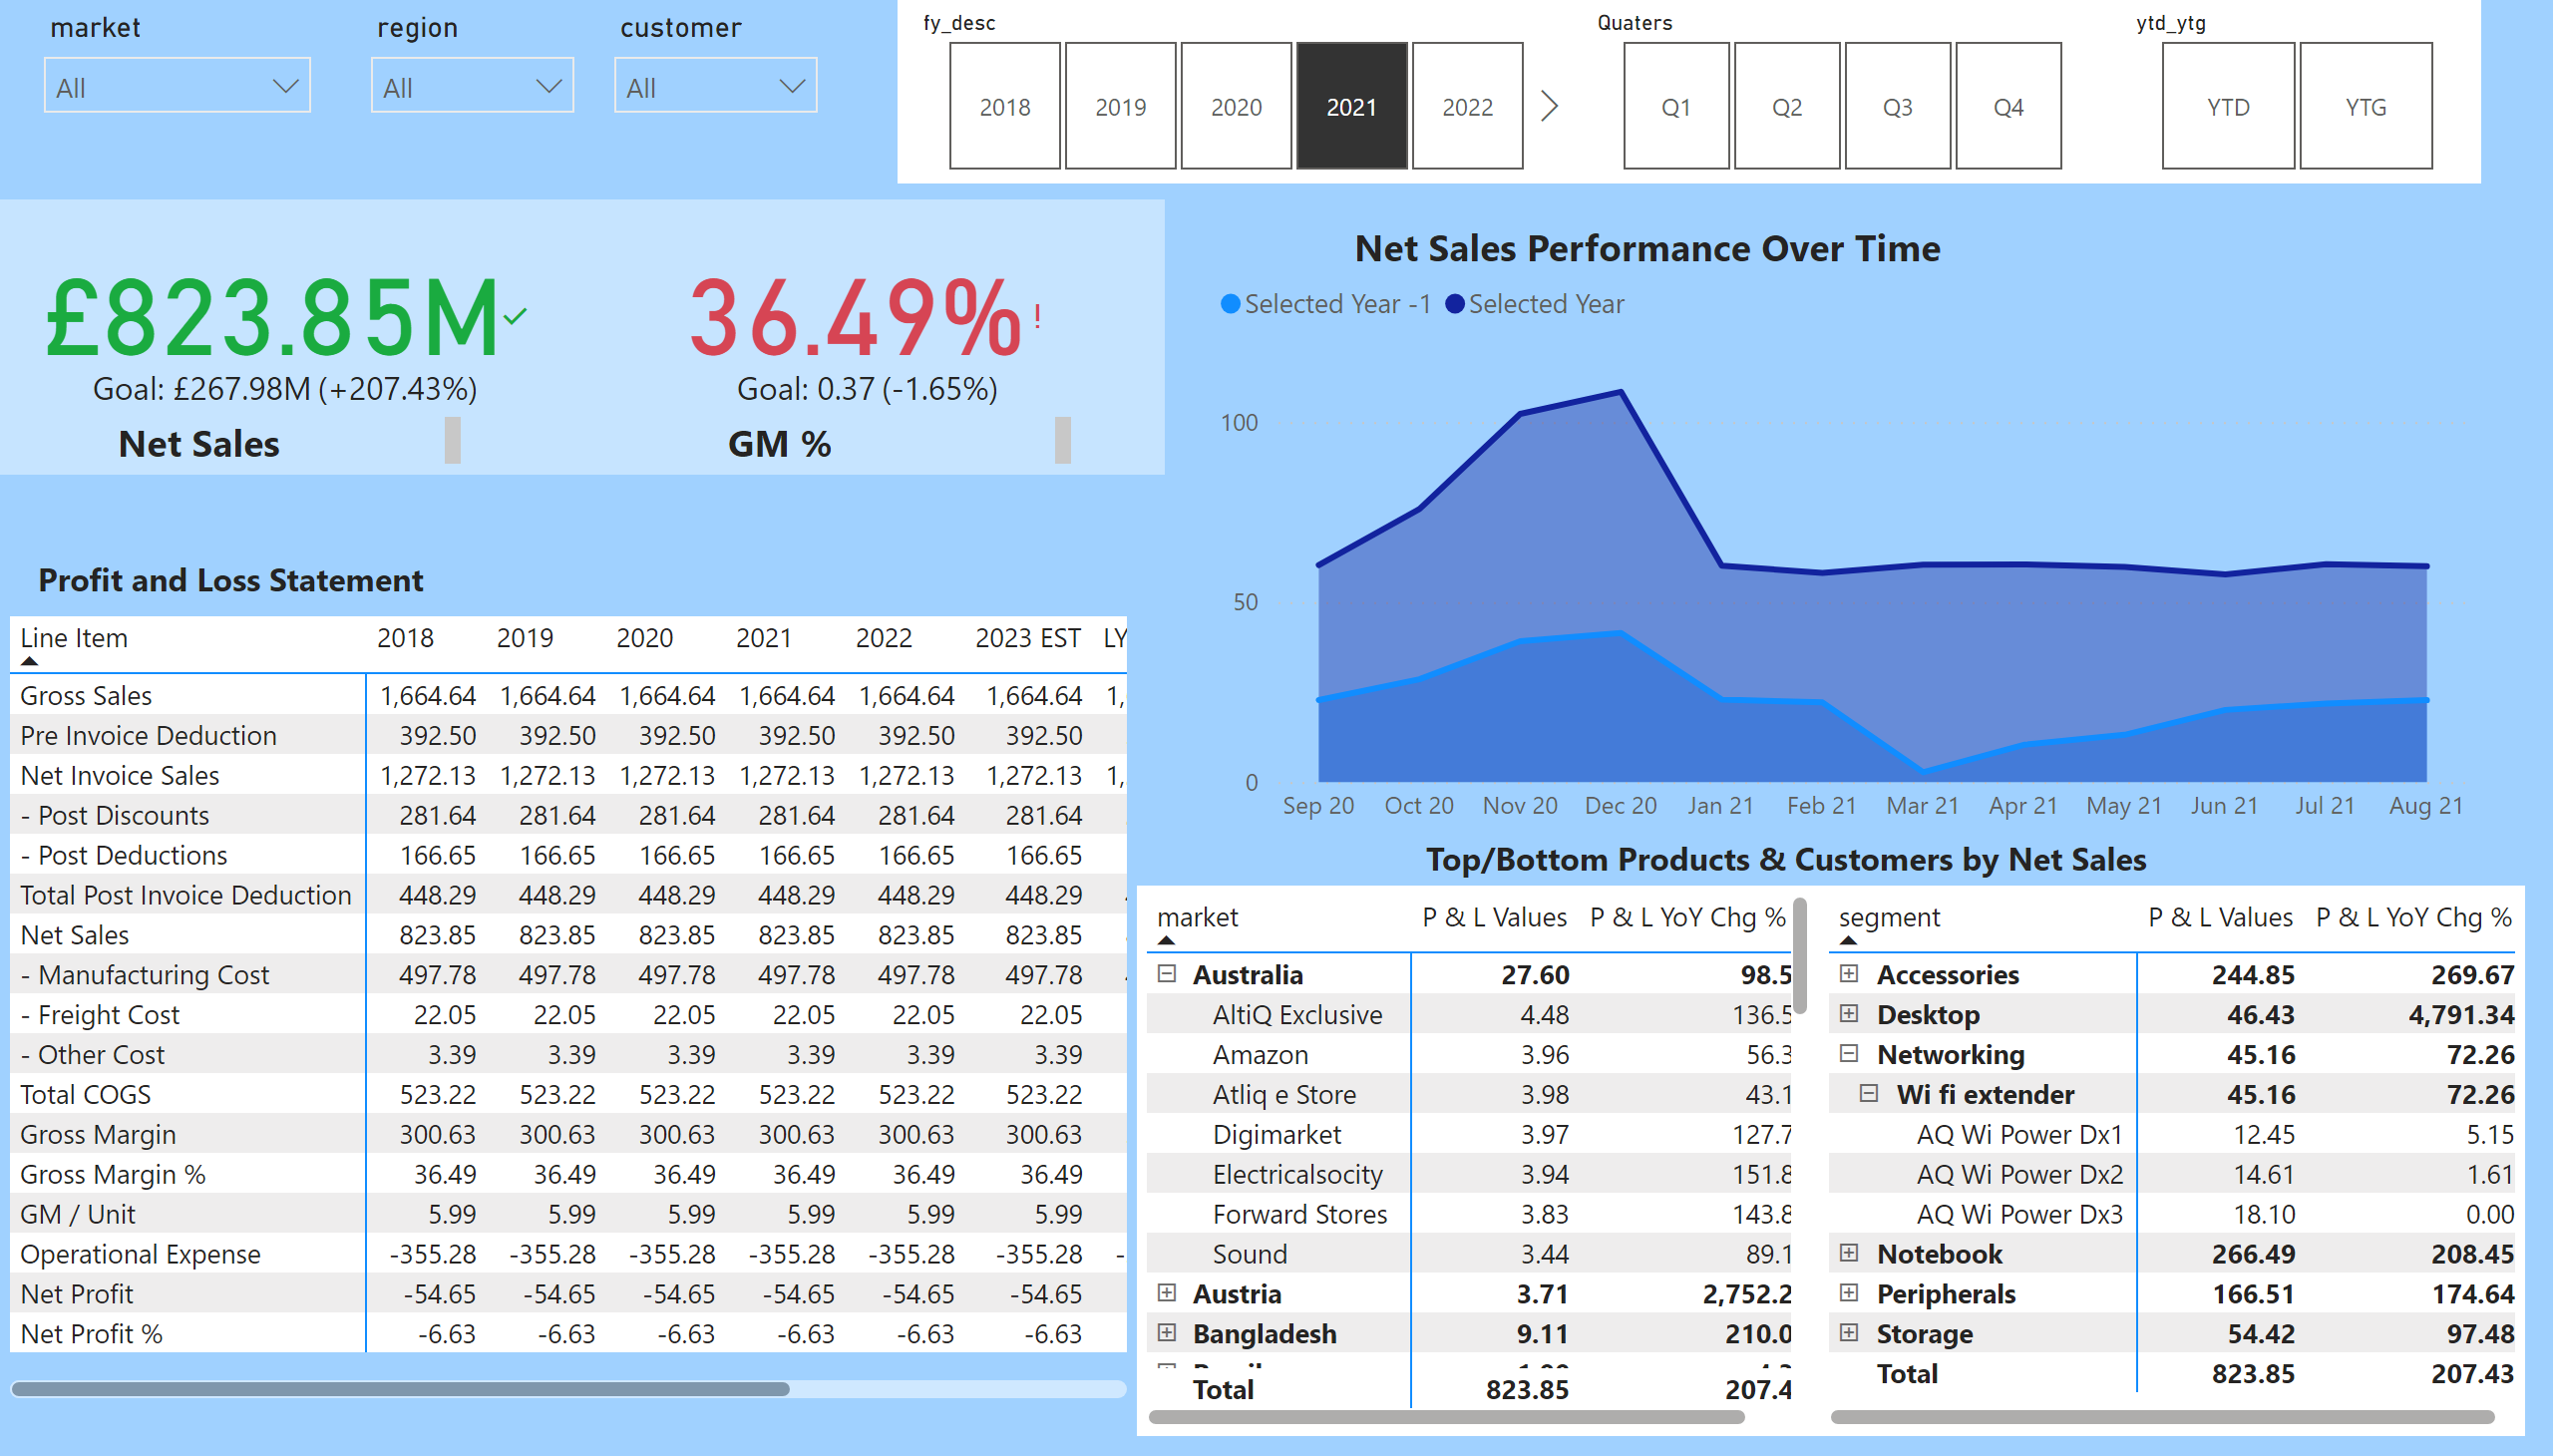 market region customer
All All All
fy_desc Quaters ytd_ytg
2018 2019 2020 2021 2022 Q1 Q2 Q3 Q4 YTD YTG
£823.85M 36.49% !
Goal: £267.98M (+207.43%) Goal: 0.37 (-1.65%)
Net Sales GM %
Net Sales Performance Over Time
Selected Year -1 Selected Year
100
50
0
Sep 20 Oct 20 Nov 20 Dec 20 Jan 21 Feb 21 Mar 21 Apr 21 May 21 Jun 21 Jul 21 Aug 21
Profit and Loss Statement
Line Item 2018 2019 2020 2021 2022 2023 EST LY
Gross Sales 1,664.64 1,664.64 1,664.64 1,664.64 1,664.64 1,664.64 1,
Pre Invoice Deduction 392.50 392.50 392.50 392.50 392.50 392.50
Net Invoice Sales 1,272.13 1,272.13 1,272.13 1,272.13 1,272.13 1,272.13 1,
- Post Discounts 281.64 281.64 281.64 281.64 281.64 281.64
- Post Deductions 166.65 166.65 166.65 166.65 166.65 166.65
Total Post Invoice Deduction 448.29 448.29 448.29 448.29 448.29 448.29
Net Sales 823.85 823.85 823.85 823.85 823.85 823.85
- Manufacturing Cost 497.78 497.78 497.78 497.78 497.78 497.78
- Freight Cost 22.05 22.05 22.05 22.05 22.05 22.05
- Other Cost 3.39 3.39 3.39 3.39 3.39 3.39
Total COGS 523.22 523.22 523.22 523.22 523.22 523.22
Gross Margin 300.63 300.63 300.63 300.63 300.63 300.63
Gross Margin % 36.49 36.49 36.49 36.49 36.49 36.49
GM / Unit 5.99 5.99 5.99 5.99 5.99 5.99
Operational Expense -355.28 -355.28 -355.28 -355.28 -355.28 -355.28 -
Net Profit -54.65 -54.65 -54.65 -54.65 -54.65 -54.65
Net Profit % -6.63 -6.63 -6.63 -6.63 -6.63 -6.63
Top/Bottom Products & Customers by Net Sales
market P & L Values P & L YoY Chg %
Australia 27.60 98.5
AltiQ Exclusive 4.48 136.5
Amazon 3.96 56.3
Atliq e Store 3.98 43.1
Digimarket 3.97 127.7
Electricalsocity 3.94 151.8
Forward Stores 3.83 143.8
Sound 3.44 89.1
Austria 3.71 2,752.2
Bangladesh 9.11 210.0
Total 823.85 207.4
segment P & L Values P & L YoY Chg %
Accessories 244.85 269.67
Desktop 46.43 4,791.34
Networking 45.16 72.26
Wi fi extender 45.16 72.26
AQ Wi Power Dx1 12.45 5.15
AQ Wi Power Dx2 14.61 1.61
AQ Wi Power Dx3 18.10 0.00
Notebook 266.49 208.45
Peripherals 166.51 174.64
Storage 54.42 97.48
Total 823.85 207.43